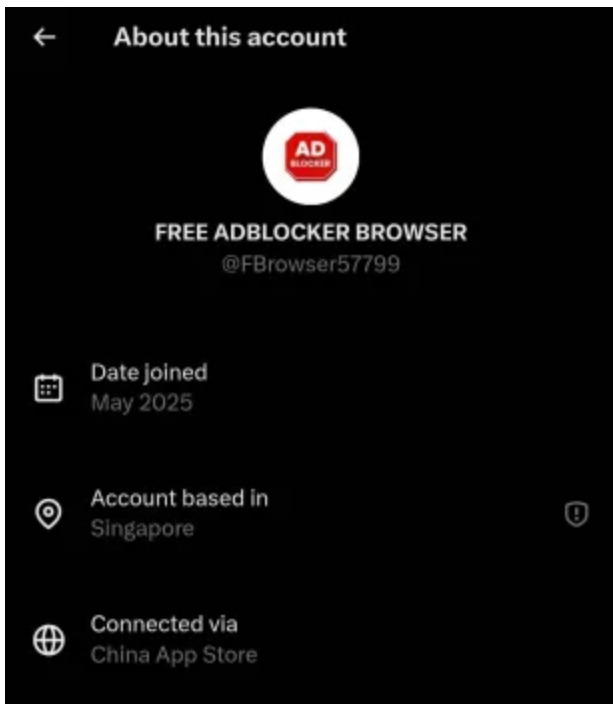 About this account
AD
BLOCKER
FREE ADBLOCKER BROWSER
@FBrowser57799
Date joined
May 2025
Account based in
Singapore
Connected via
China App Store